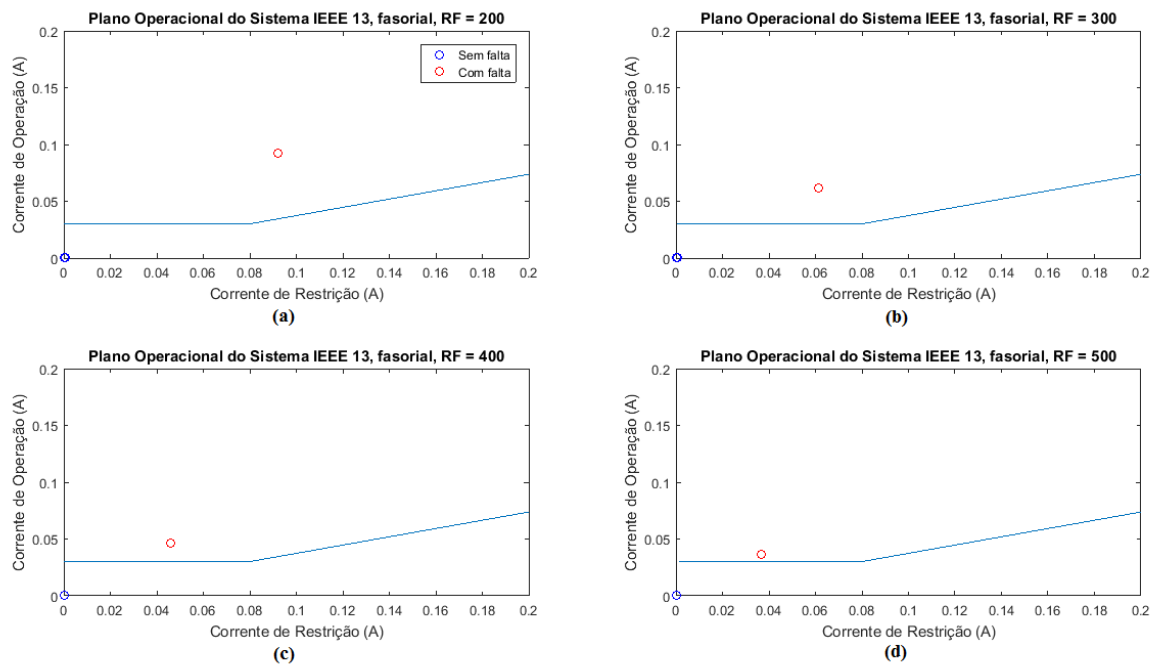 Plano Operacional do Sistema IEEE 13, fasorial, RF = 200
0.2
0.15
0.1
0.05
0
Corrente de Operação (A)
Sem falta
Com falta
0 0.02 0.04 0.06 0.08 0.1 0.12 0.14 0.16 0.18 0.2
Corrente de Restrição (A)
(a)
Plano Operacional do Sistema IEEE 13, fasorial, RF = 300
0.2
0.15
0.1
0.05
0
Corrente de Operação (A)
0 0.02 0.04 0.06 0.08 0.1 0.12 0.14 0.16 0.18 0.2
Corrente de Restrição (A)
(b)
Plano Operacional do Sistema IEEE 13, fasorial, RF = 400
0.2
0.15
0.1
0.05
0
Corrente de Operação (A)
0 0.02 0.04 0.06 0.08 0.1 0.12 0.14 0.16 0.18 0.2
Corrente de Restrição (A)
(c)
Plano Operacional do Sistema IEEE 13, fasorial, RF = 500
0.2
0.15
0.1
0.05
0
Corrente de Operação (A)
0 0.02 0.04 0.06 0.08 0.1 0.12 0.14 0.16 0.18 0.2
Corrente de Restrição (A)
(d)